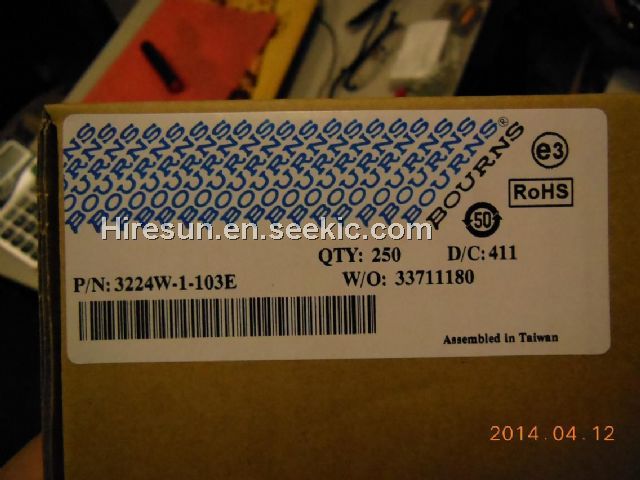 BOURNS®
e3
RoHS
50
Hiresun.en.seekic.com
QTY: 250 D/C: 411
P/N: 3224W-1-103E W/O: 33711180
Assembled in Taiwan
2014.04.12